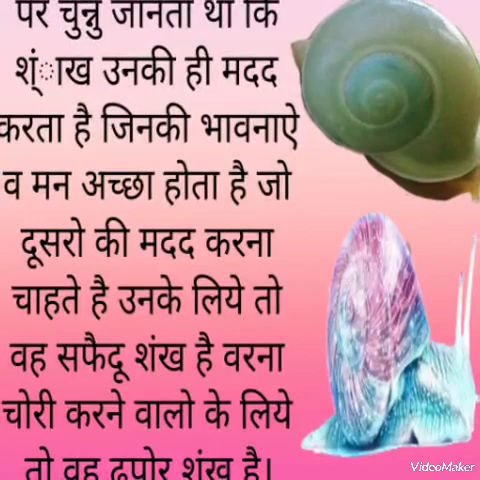 पर चुन्नु जानता था कि
श्ंाख उनकी ही मदद
करता है जिनकी भावनाऐ
व मन अच्छा होता है जो
दूसरो की मदद करना
चाहते है उनके लिये तो
वह सफैदू शंख है वरना
चोरी करने वालो के लिये
तो वह ढपोर शंख है।
VideoMaker